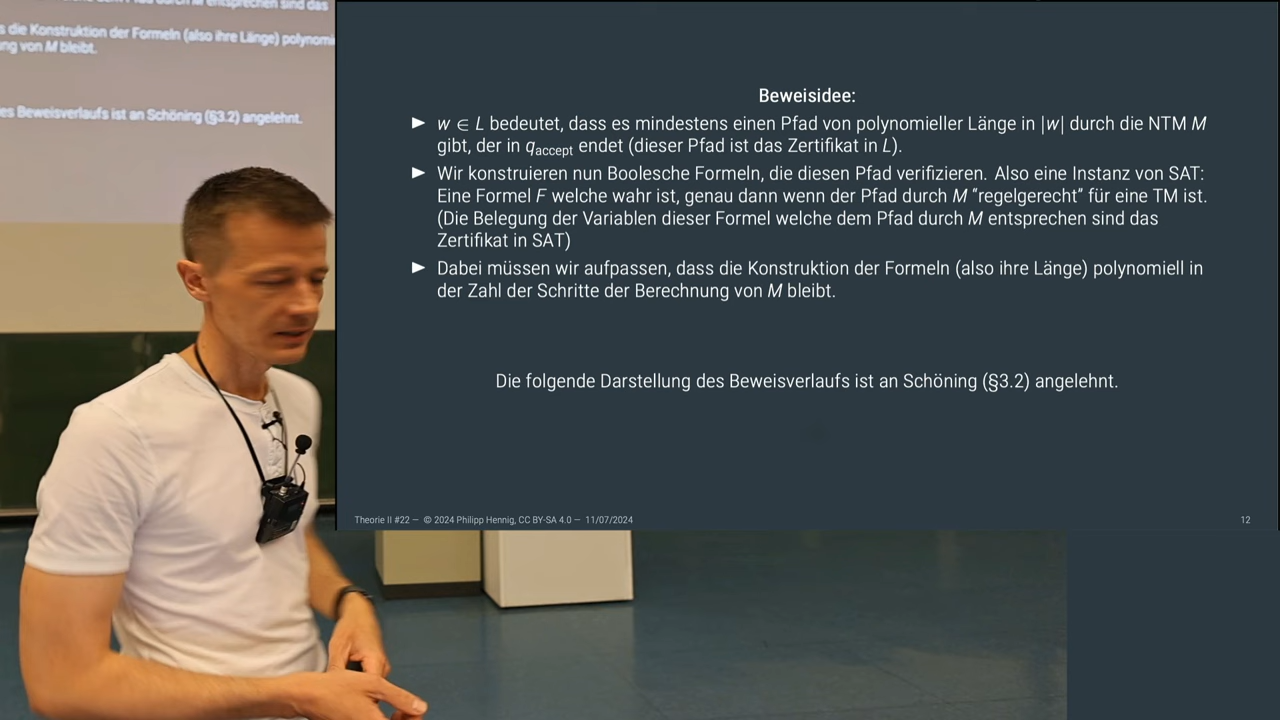 entsprechen sind das
s die Konstruktion der Formeln (also ihre Länge) polynomi
ng von M bleibt.
es Beweisverlaufs ist an Schöning (§3.2) angelehnt.
Beweisidee:
► w ∈ L bedeutet, dass es mindestens einen Pfad von polynomieller Länge in |w| durch die NTM M
gibt, der in q_accept endet (dieser Pfad ist das Zertifikat in L).
► Wir konstruieren nun Boolesche Formeln, die diesen Pfad verifizieren. Also eine Instanz von SAT:
Eine Formel F welche wahr ist, genau dann wenn der Pfad durch M “regelgerecht” für eine TM ist.
(Die Belegung der Variablen dieser Formel welche dem Pfad durch M entsprechen sind das
Zertifikat in SAT)
► Dabei müssen wir aufpassen, dass die Konstruktion der Formeln (also ihre Länge) polynomiell in
der Zahl der Schritte der Berechnung von M bleibt.
Die folgende Darstellung des Beweisverlaufs ist an Schöning (§3.2) angelehnt.
Theorie II #22 — © 2024 Philipp Hennig, CC BY-SA 4.0 — 11/07/2024
12